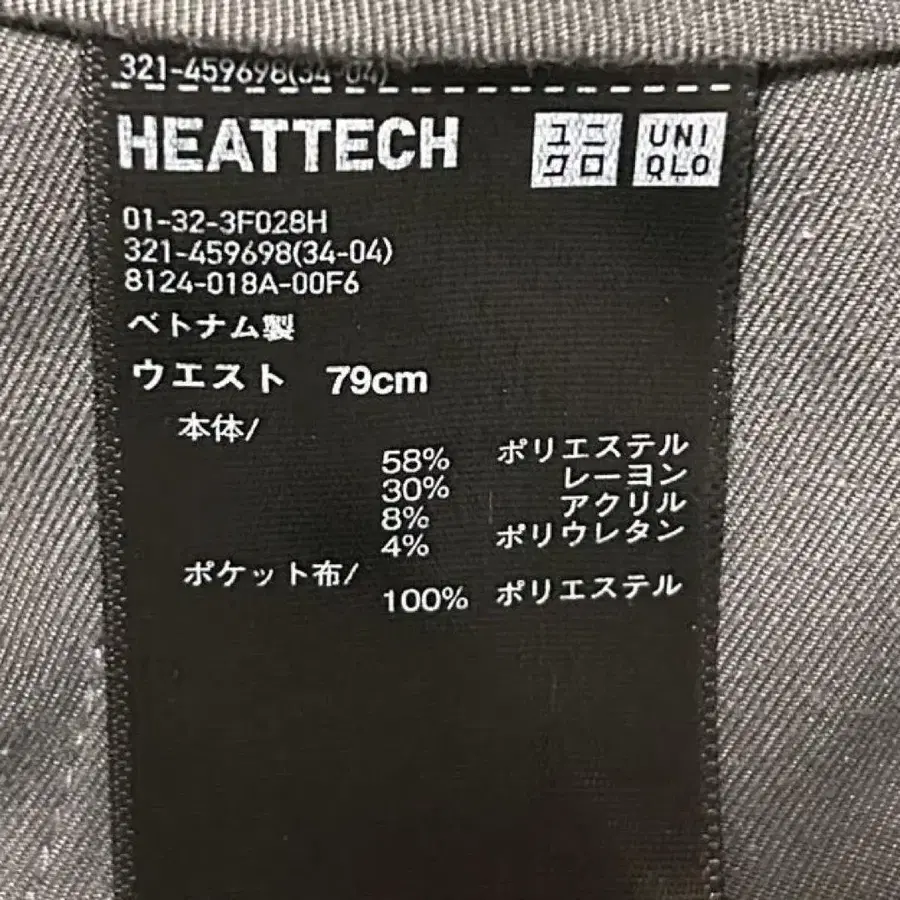 321-459698(34-04)
HEATTECH
ユニ
クロ
UNI
QLO
01-32-3F028H
321-459698(34-04)
8124-018A-00F6
ベトナム製
ウエスト 79cm
本体/
58% ポリエステル
30% レーヨン
8% アクリル
4% ポリウレタン
ポケット布/
100% ポリエステル